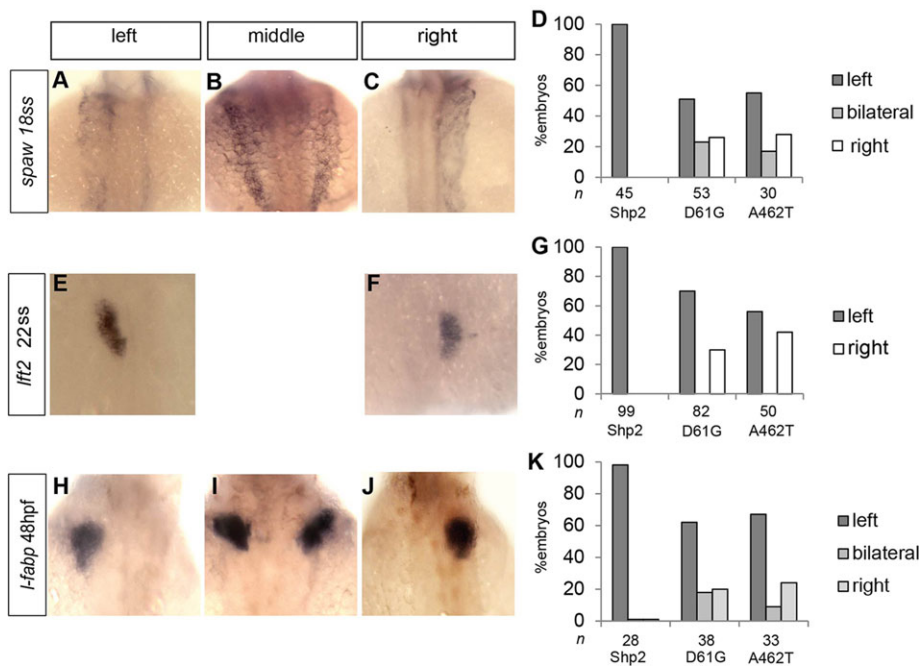 left
middle
right
spaw 18ss
A
B
C
D
%embryos
100
80
60
40
20
0
n
45
53
30
Shp2
D61G
A462T
left
bilateral
right
lft2 22ss
E
F
G
%embryos
100
80
60
40
20
0
n
99
82
50
Shp2
D61G
A462T
left
right
l-fabp 48hpf
H
I
J
K
%embryos
100
80
60
40
20
0
n
28
38
33
Shp2
D61G
A462T
left
bilateral
right